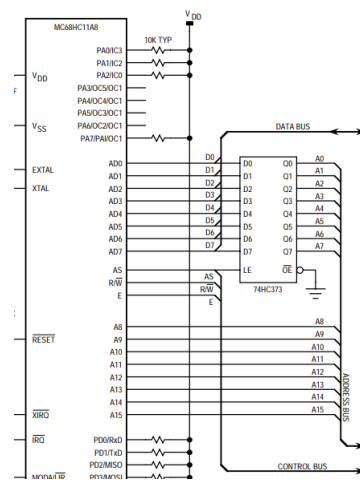 V DD
MC68HC11A8
10K TYP
PA0/IC3
PA1/IC2
VDD PA2/IC0
F PA3/OC5/OC1
PA4/OC4/OC1
PA5/OC3/OC1
VSS PA6/OC2/OC1
PA7/PAI/OC1
DATA BUS
EXTAL AD0 D0 D0 Q0 A0
AD1 D1 D1 Q1 A1
XTAL AD2 D2 D2 Q2 A2
AD3 D3 D3 Q3 A3
AD4 D4 D4 Q4 A4
AD5 D5 D5 Q5 A5
AD6 D6 D6 Q6 A6
AD7 D7 D7 Q7 A7
AS AS LE OE
R/W R/W 74HC373
E E
A8 A8
RESET A9 A9
A10 A10
A11 A11
A12 A12
A13 A13
A14 A14
XIRQ A15 A15
ADDRESS BUS
IRQ PD0/RxD
PD1/TxD
PD2/MISO
MODA/LIR PD3/MOSI
CONTROL BUS